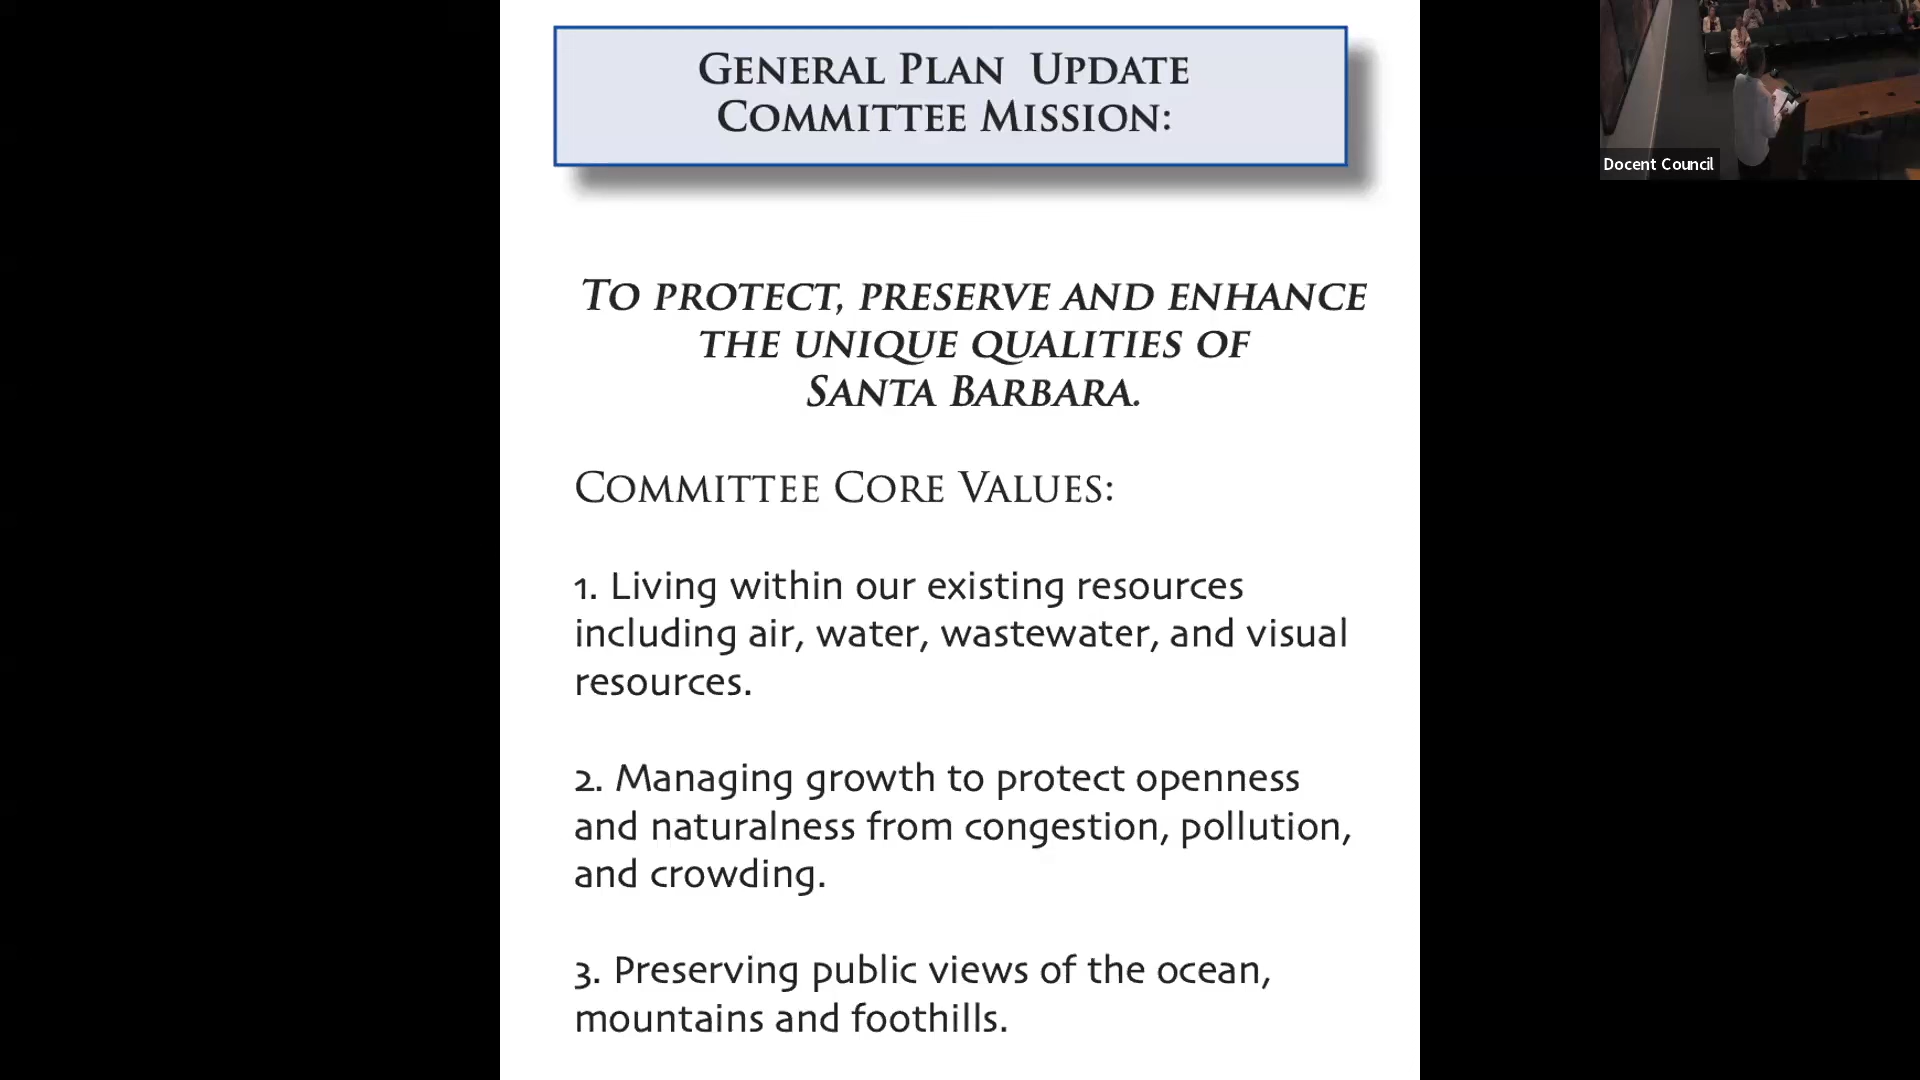 GENERAL PLAN UPDATE
COMMITTEE MISSION:
TO PROTECT, PRESERVE AND ENHANCE
THE UNIQUE QUALITIES OF
SANTA BARBARA.
COMMITTEE CORE VALUES:
1. Living within our existing resources
including air, water, wastewater, and visual
resources.
2. Managing growth to protect openness
and naturalness from congestion, pollution,
and crowding.
3. Preserving public views of the ocean,
mountains and foothills.
Docent Council